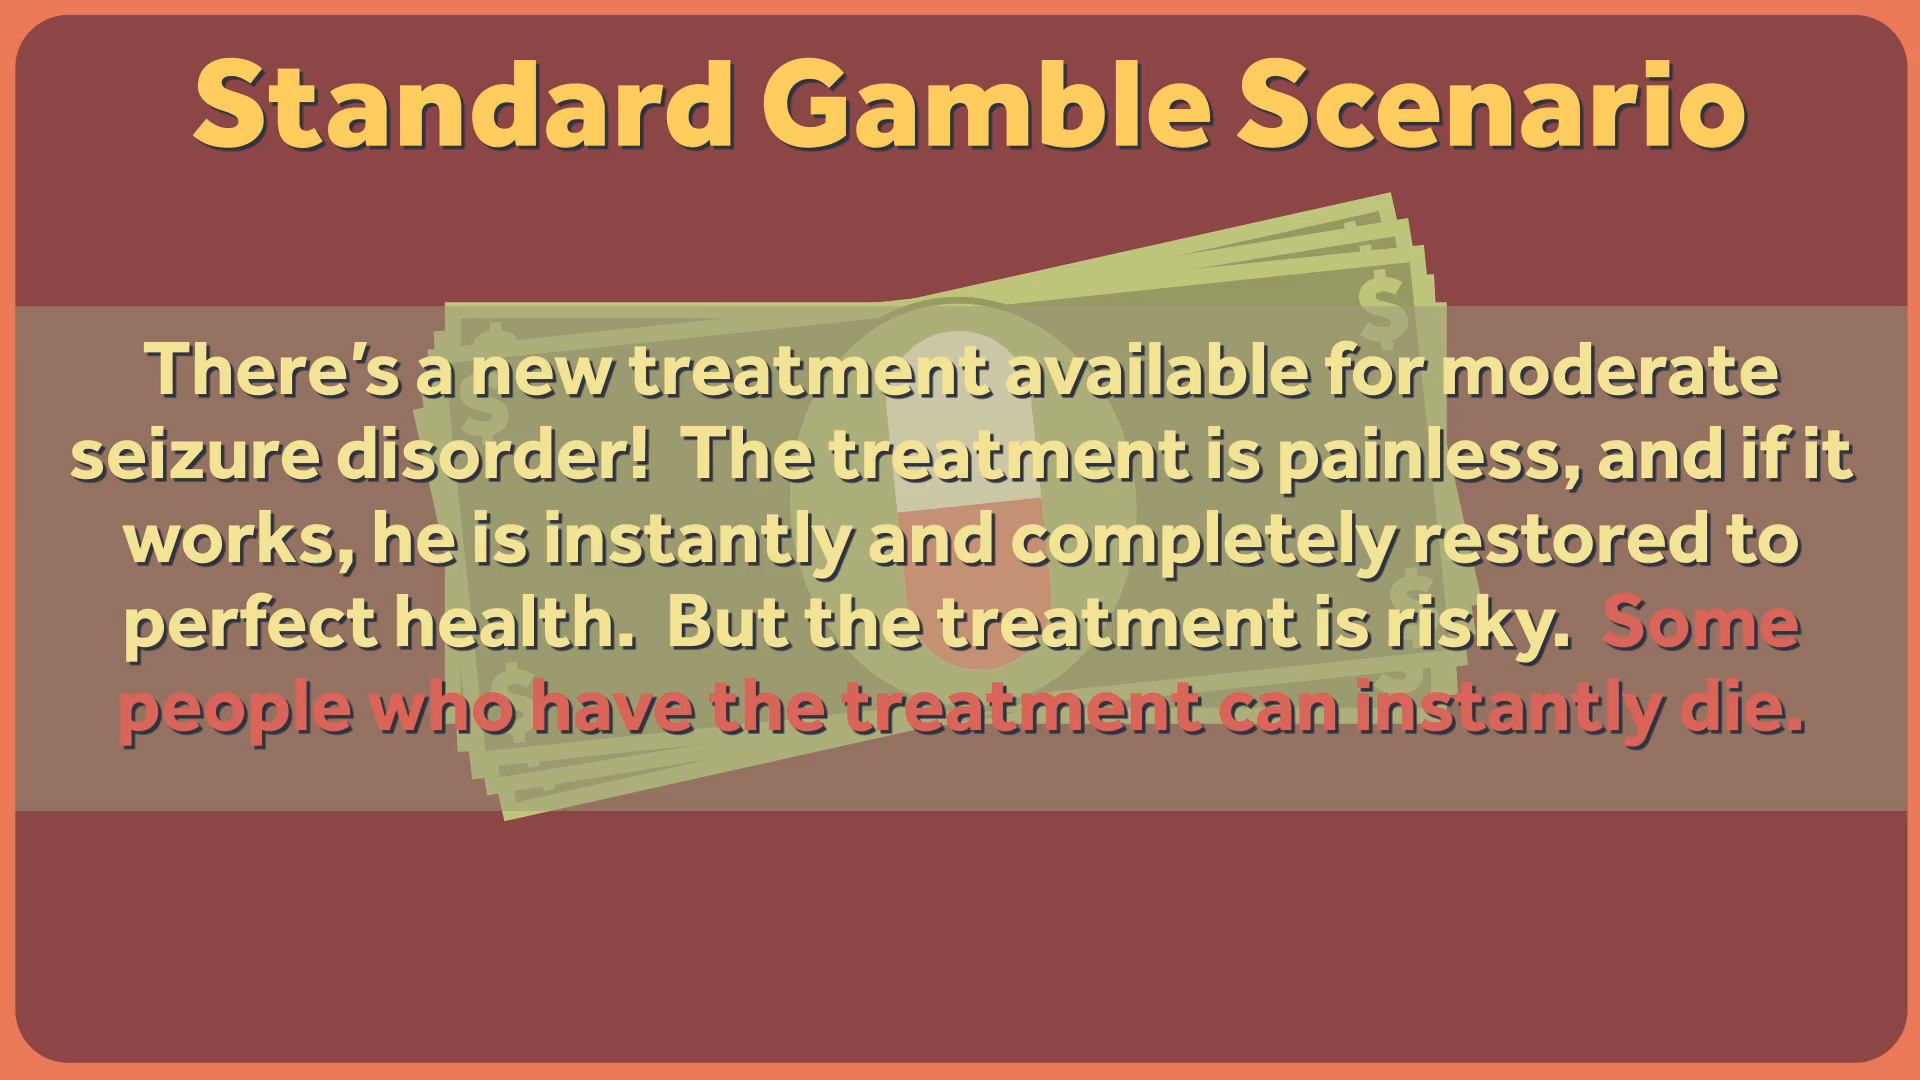 Standard Gamble Scenario
There's a new treatment available for moderate
seizure disorder! The treatment is painless, and if it
works, he is instantly and completely restored to
perfect health. But the treatment is risky. Some
people who have the treatment can instantly die.